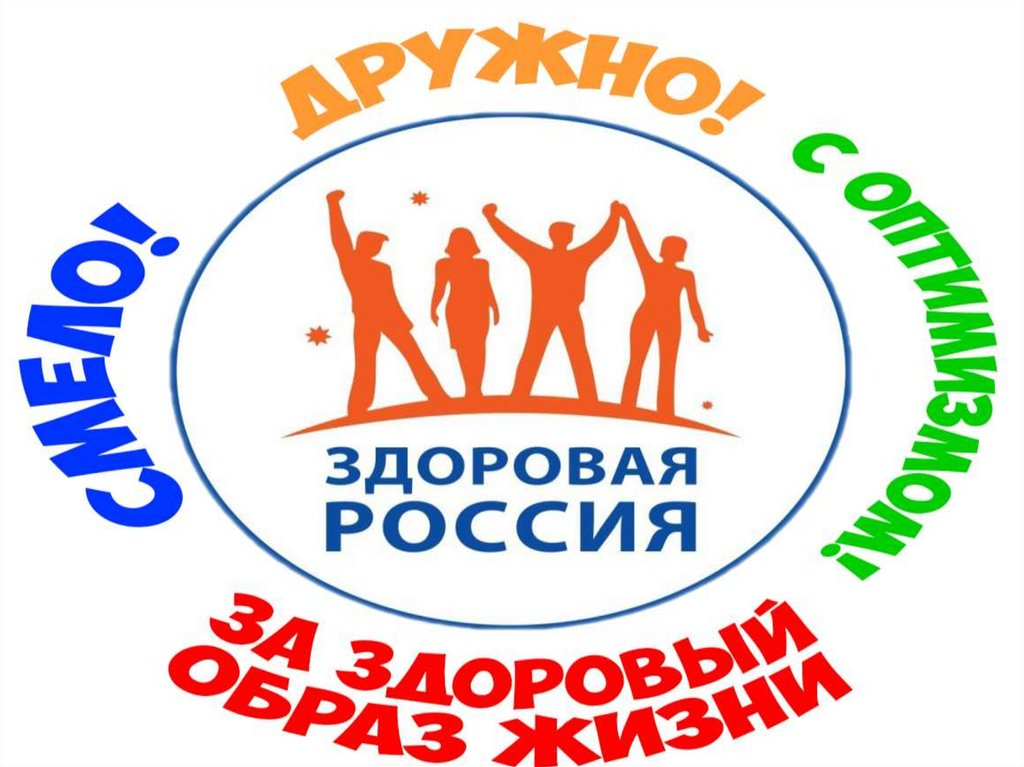 СМЕЛО!
ДРУЖНО!
С ОПТИМИЗМОМ!
ЗДОРОВАЯ
РОССИЯ
ЗА ЗДОРОВЫЙ
ОБРАЗ ЖИЗНИ